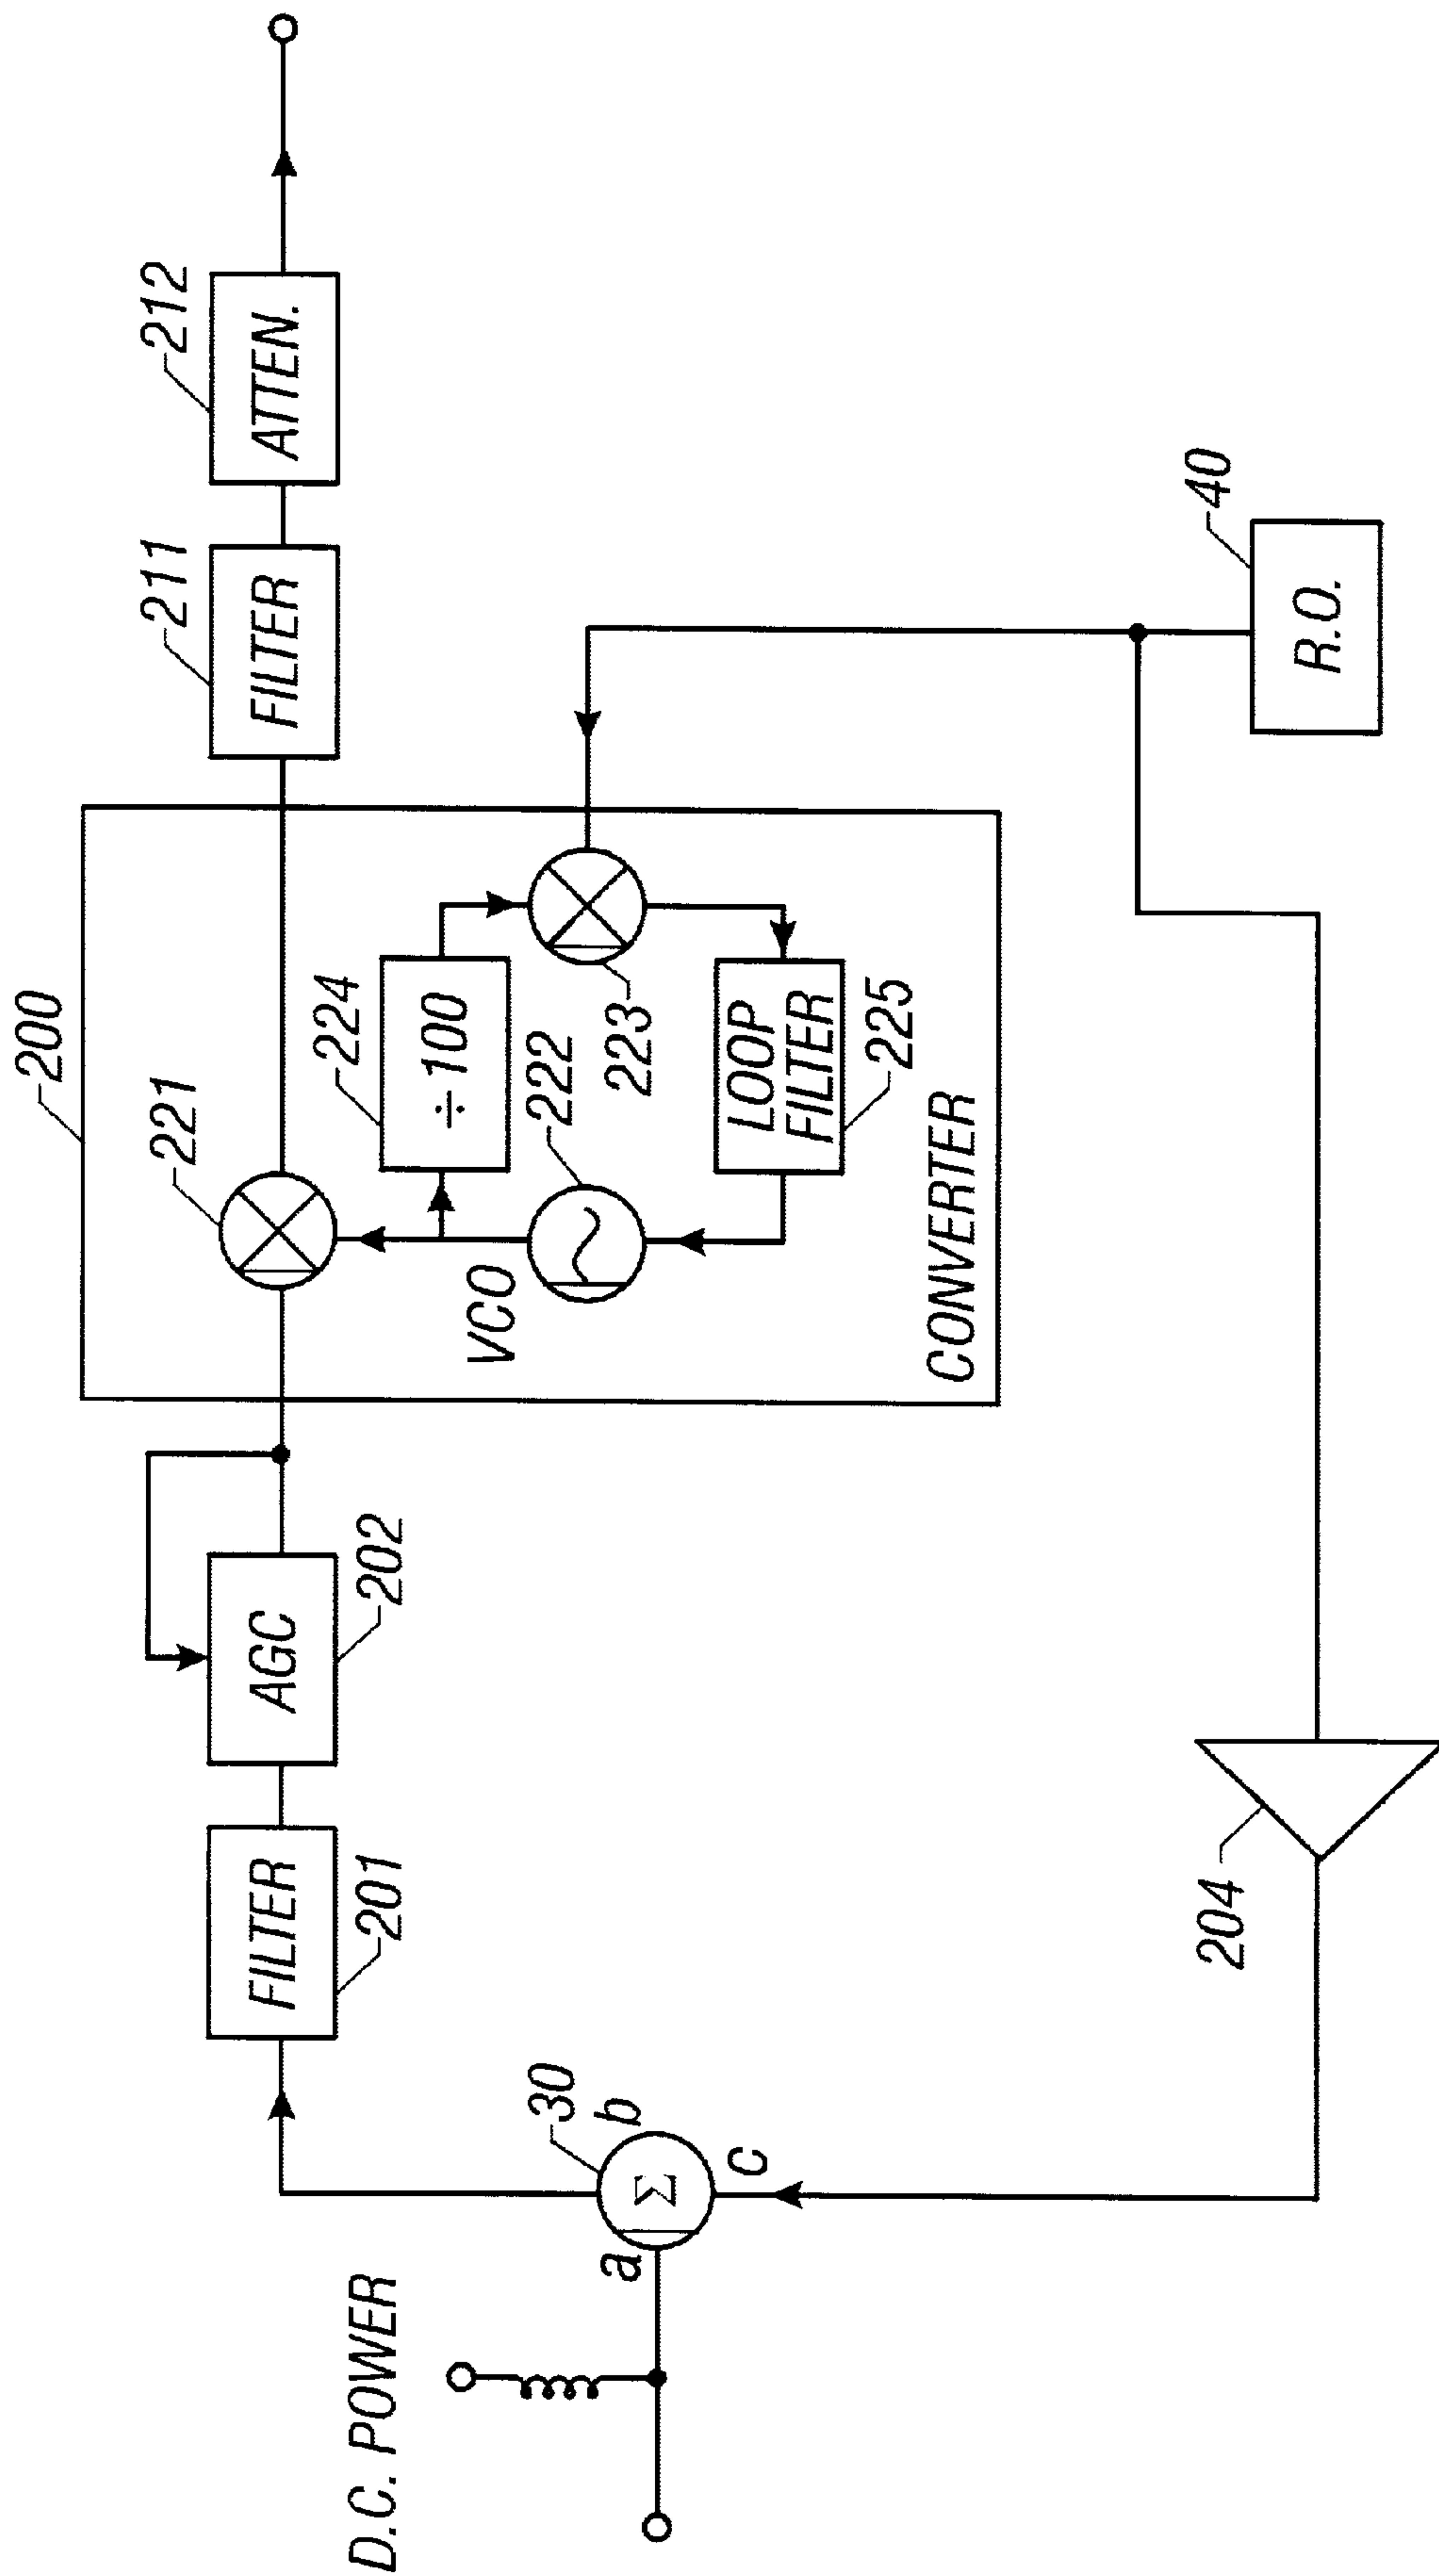 200
221
211
212
FILTER
ATTEN.
224
÷100
VCO
222
223
LOOP
FILTER
225
CONVERTER
AGC
202
FILTER
201
D.C. POWER
30
a
b
c
Σ
204
40
R.O.